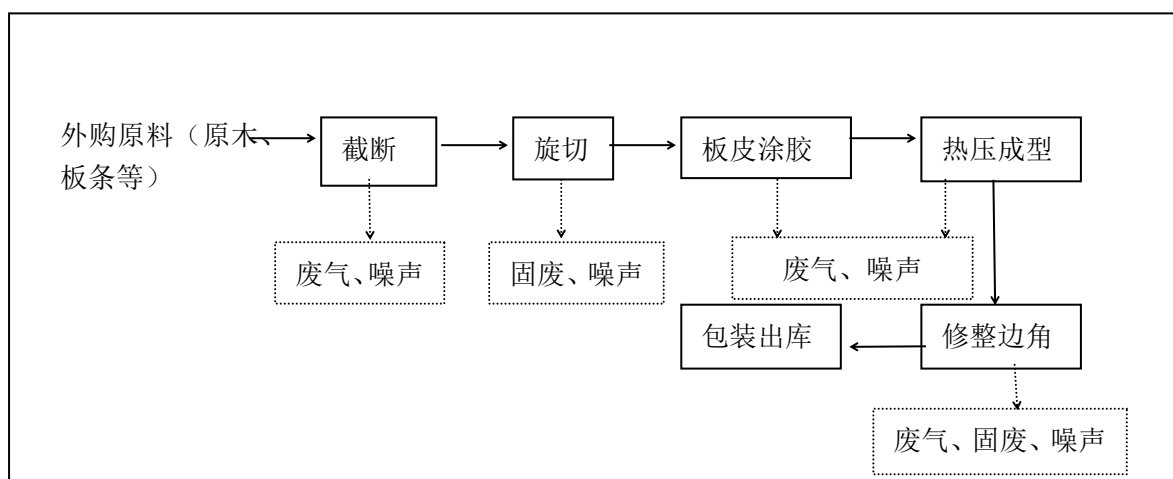 外购原料（原木、
板条等）
截断
旋切
板皮涂胶
热压成型
废气、噪声
固废、噪声
废气、噪声
包装出库
修整边角
废气、固废、噪声